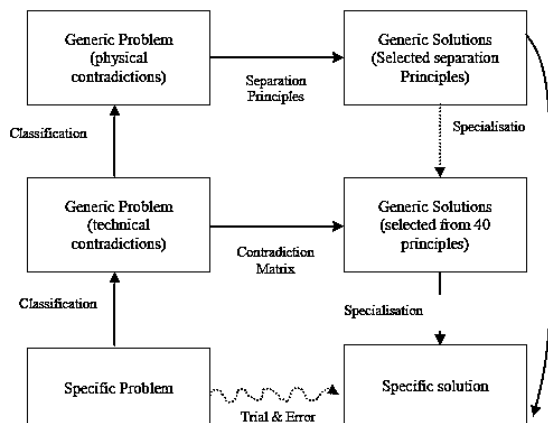 Generic Problem
(physical
contradictions)
Generic Solutions
(Selected separation
Principles)
Separation
Principles
Classification
Specialisatio
Generic Problem
(technical
contradictions)
Generic Solutions
(selected from 40
principles)
Contradiction
Matrix
Classification
Specialisation
Specific Problem
Specific solution
Trial & Error